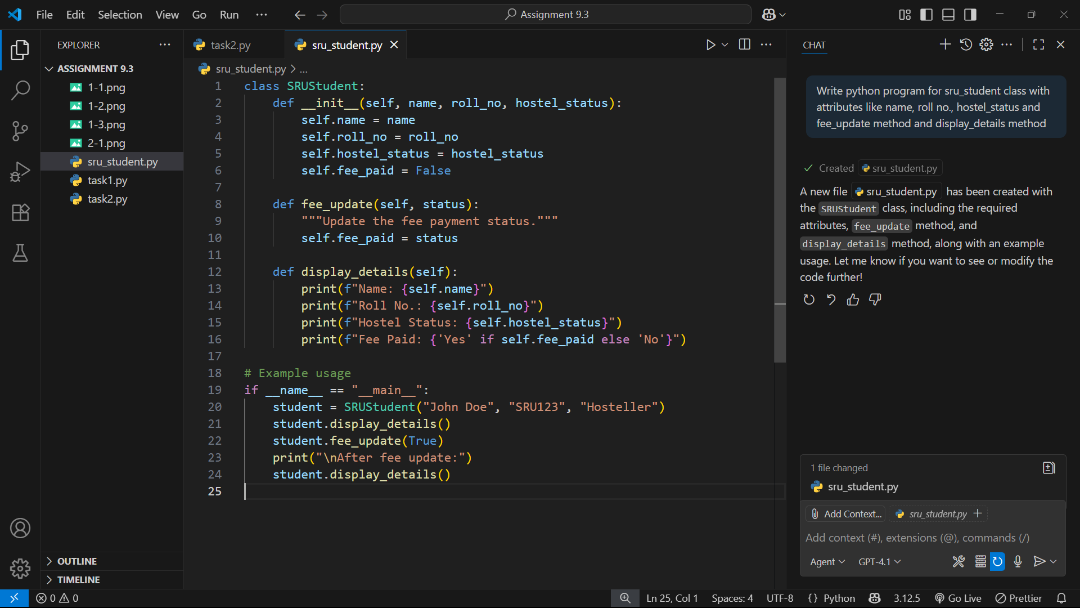 File Edit Selection View Go Run ··· Assignment 9.3
EXPLORER ···
ASSIGNMENT 9.3
1-1.png
1-2.png
1-3.png
2-1.png
sru_student.py
task1.py
task2.py
OUTLINE
TIMELINE
task2.py sru_student.py
sru_student.py > ...
1 class SRUStudent:
2     def __init__(self, name, roll_no, hostel_status):
3         self.name = name
4         self.roll_no = roll_no
5         self.hostel_status = hostel_status
6         self.fee_paid = False
7
8     def fee_update(self, status):
9         """Update the fee payment status."""
10         self.fee_paid = status
11
12     def display_details(self):
13         print(f"Name: {self.name}")
14         print(f"Roll No.: {self.roll_no}")
15         print(f"Hostel Status: {self.hostel_status}")
16         print(f"Fee Paid: {'Yes' if self.fee_paid else 'No'}")
17
18 # Example usage
19 if __name__ == "__main__":
20     student = SRUStudent("John Doe", "SRU123", "Hosteller")
21     student.display_details()
22     student.fee_update(True)
23     print("\nAfter fee update:")
24     student.display_details()
25
CHAT
Write python program for sru_student class with
attributes like name, roll no., hostel_status and
fee_update method and display_details method
Created sru_student.py
A new file sru_student.py has been created with
the SRUStudent class, including the required
attributes, fee_update method, and
display_details method, along with an example
usage. Let me know if you want to see or modify the
code further!
1 file changed
sru_student.py
Add Context... sru_student.py +
Add context (#), extensions (@), commands (/)
Agent GPT-4.1
0 0 Ln 25, Col 1 Spaces: 4 UTF-8 {} Python 3.12.5 Go Live Prettier